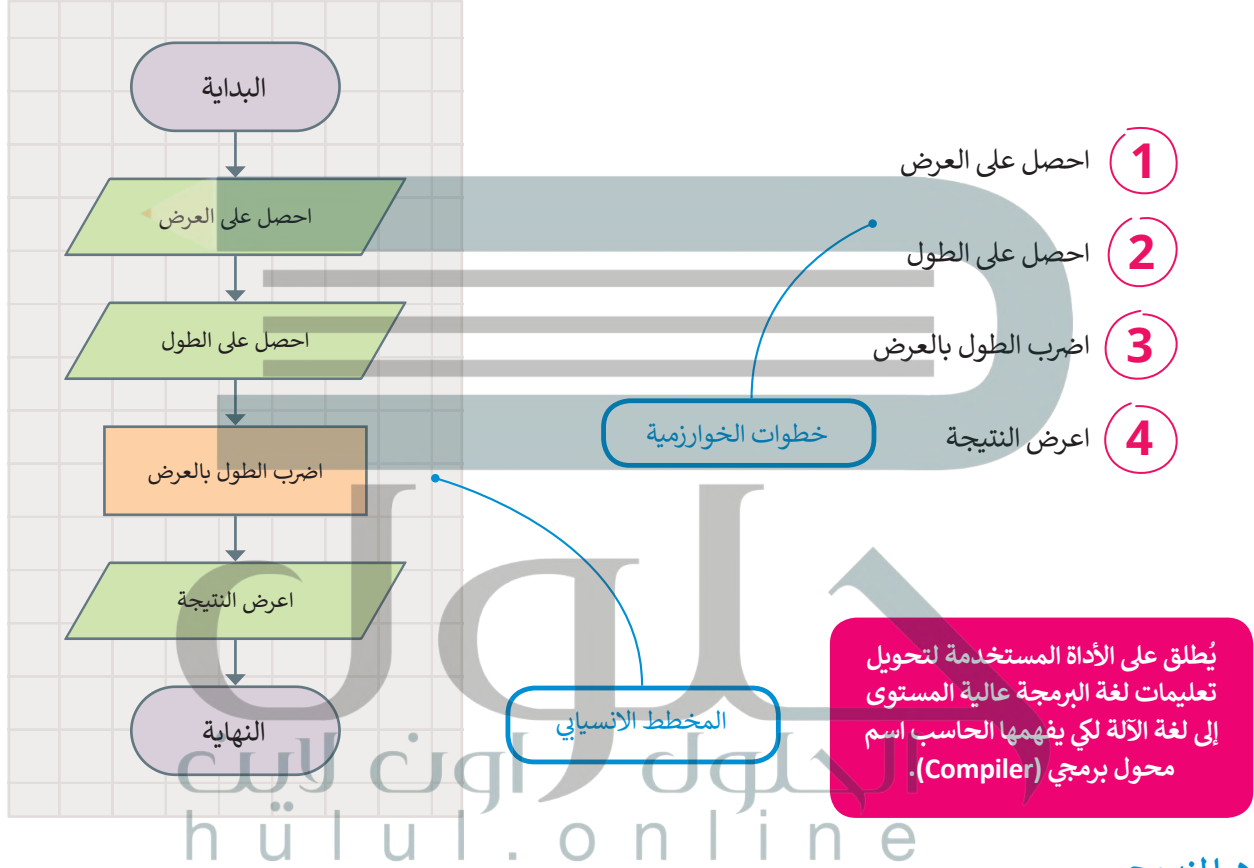 البداية
احصل على العرض
احصل على الطول
اضرب الطول بالعرض
اعرض النتيجة
النهاية
1 احصل على العرض
2 احصل على الطول
3 اضرب الطول بالعرض
4 اعرض النتيجة
خطوات الخوارزمية
المخطط الانسيابي
يُطلق على الأداة المستخدمة لتحويل
تعليمات لغة البرمجة عالية المستوى
إلى لغة الآلة لكي يفهمها الحاسب اسم
محول برمجي (Compiler).
حلول
الحلول اون لاين
hülul.online